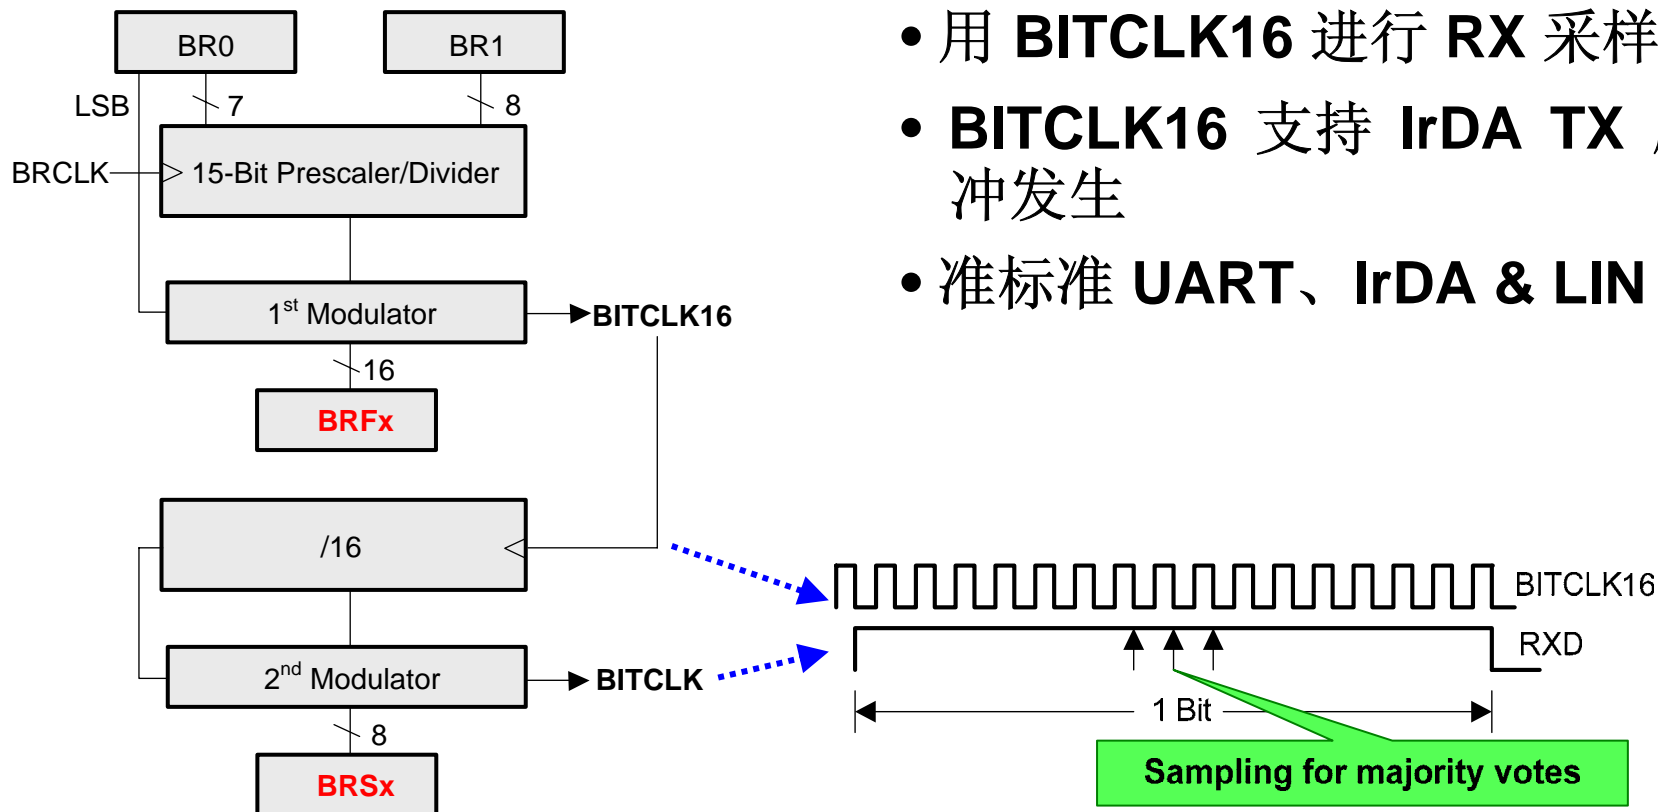 BR0
BR1
LSB
7
8
BRCLK
15-Bit Prescaler/Divider
1st Modulator
BITCLK16
16
BRFx
/16
2nd Modulator
BITCLK
8
BRSx
• 用 BITCLK16 进行 RX 采样
• BITCLK16 支持 IrDA TX
冲发生
• 准标准 UART、IrDA & LIN
BITCLK16
RXD
1 Bit
Sampling for majority votes